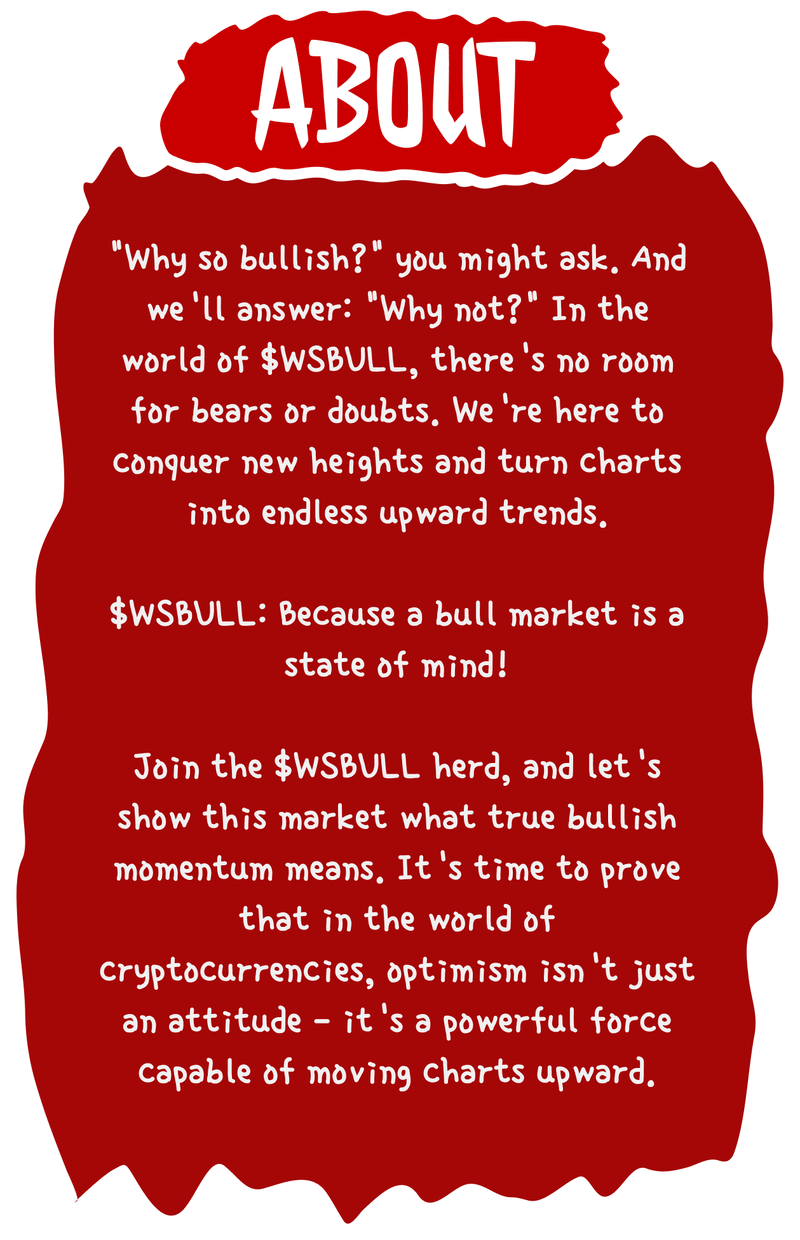 ABOUT
"Why so bullish?" you might ask. And
we'll answer: "Why not?" In the
world of $WSBULL, there's no room
for bears or doubts. We're here to
conquer new heights and turn charts
into endless upward trends.
$WSBULL: Because a bull market is a
state of mind!
Join the $WSBULL herd, and let's
show this market what true bullish
momentum means. It's time to prove
that in the world of
cryptocurrencies, optimism isn't just
an attitude – it's a powerful force
capable of moving charts upward.